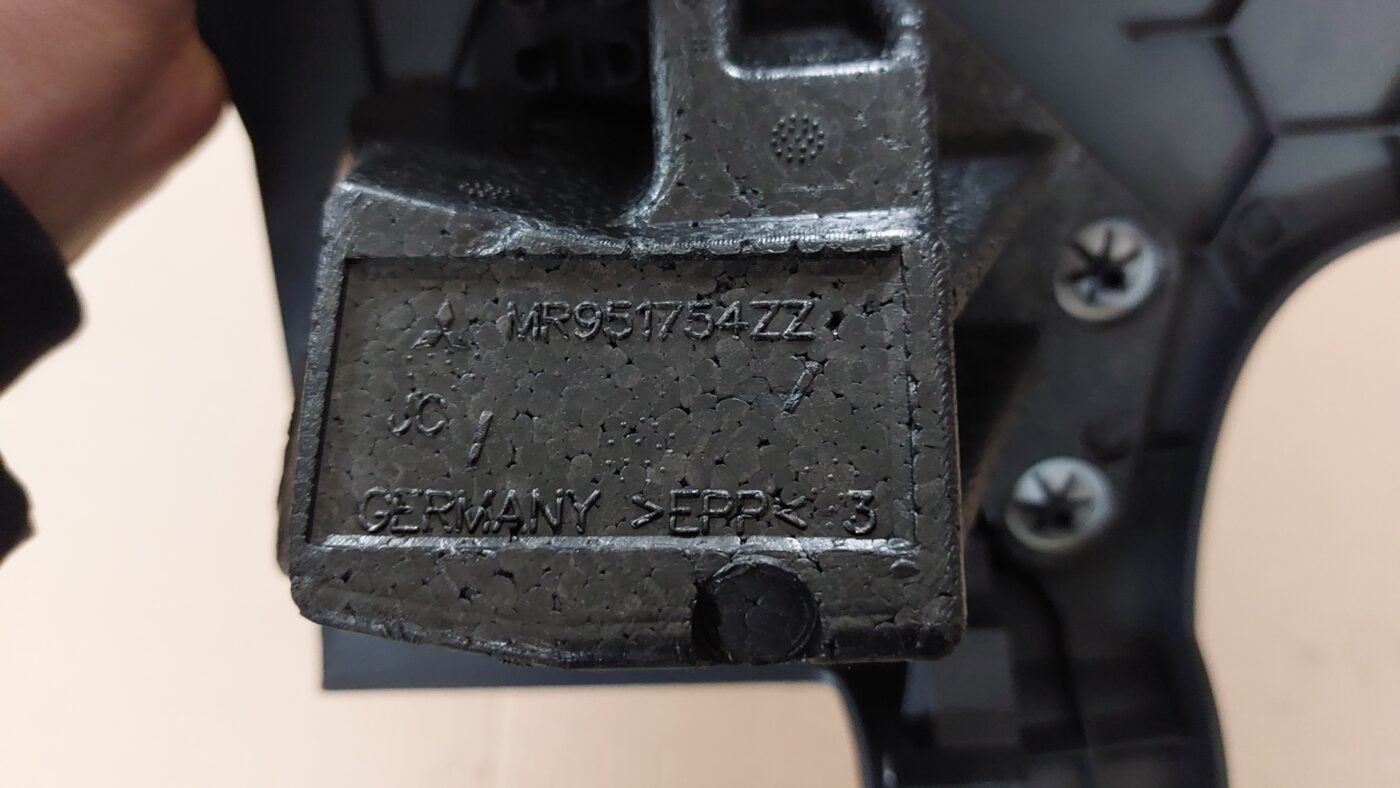 MR951754ZZ
JC
GERMANY >EPP< 3